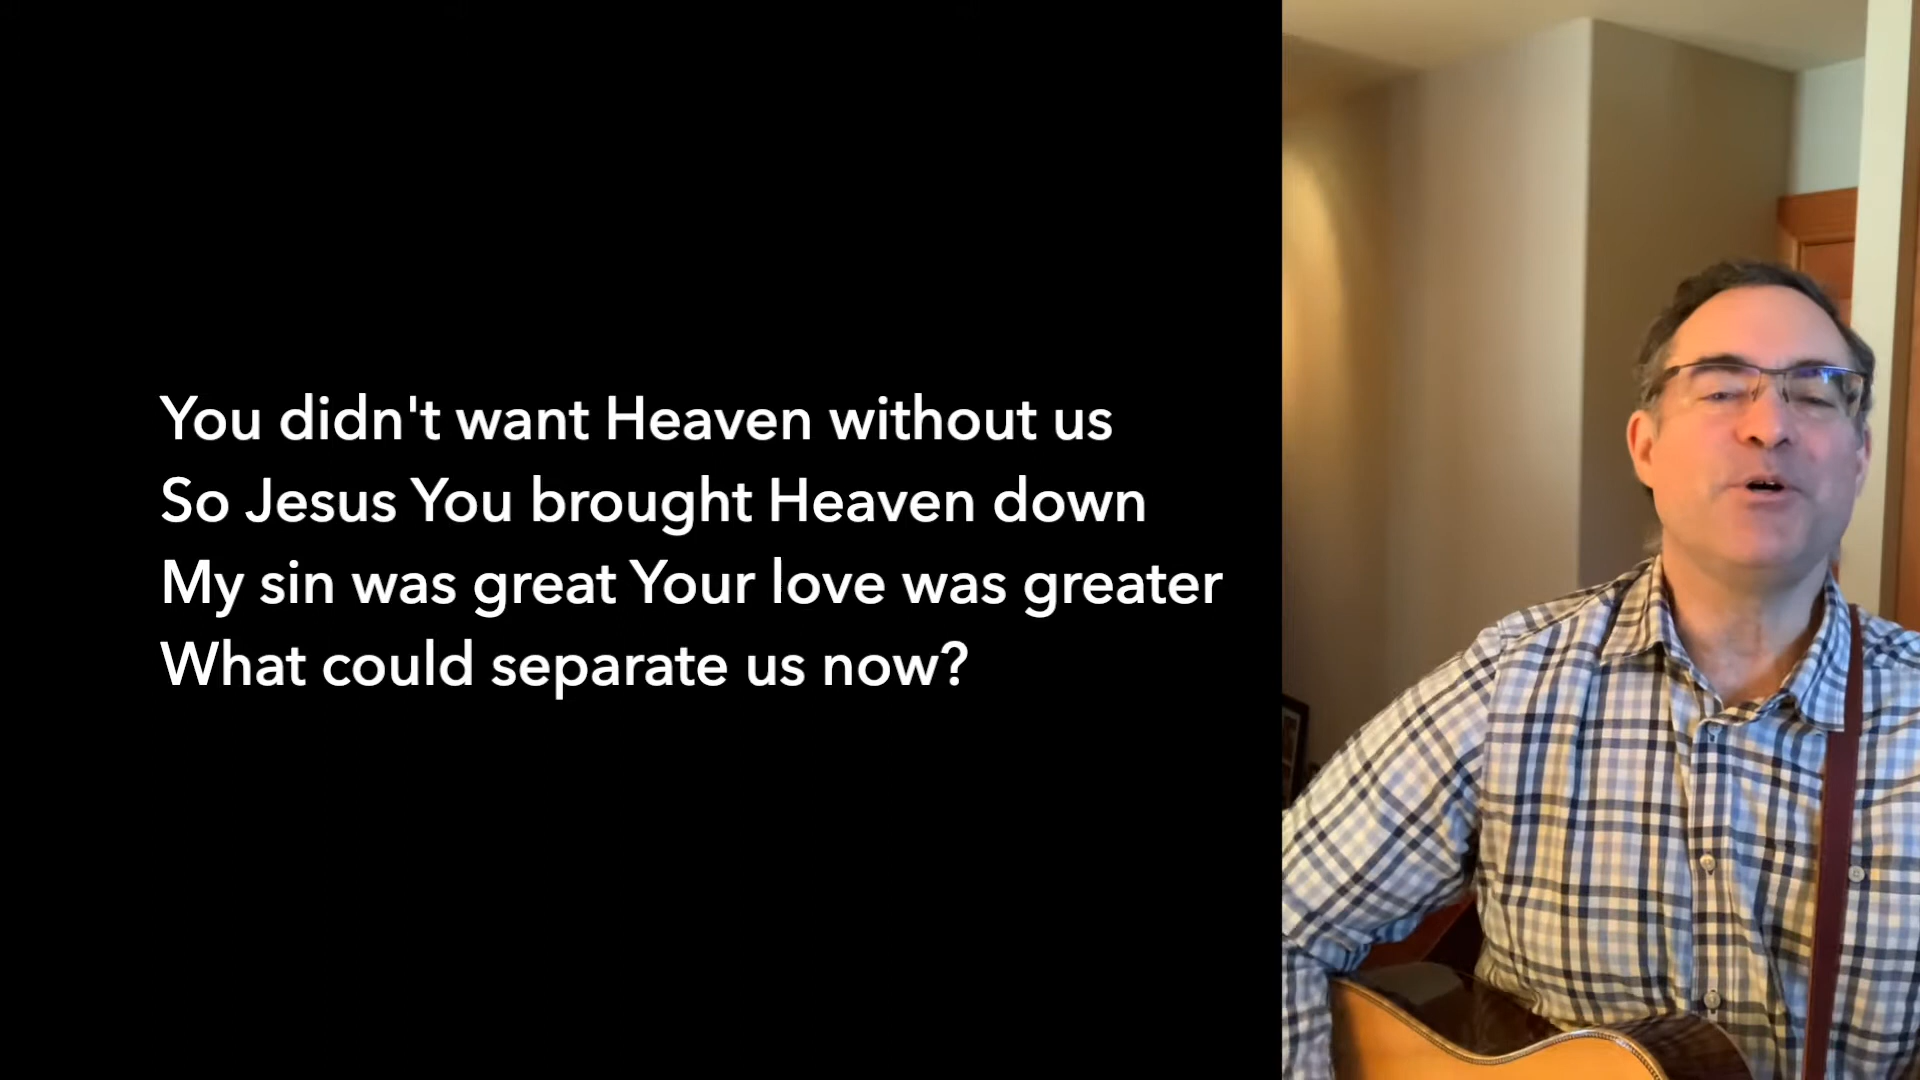 You didn't want Heaven without us
So Jesus You brought Heaven down
My sin was great Your love was greater
What could separate us now?